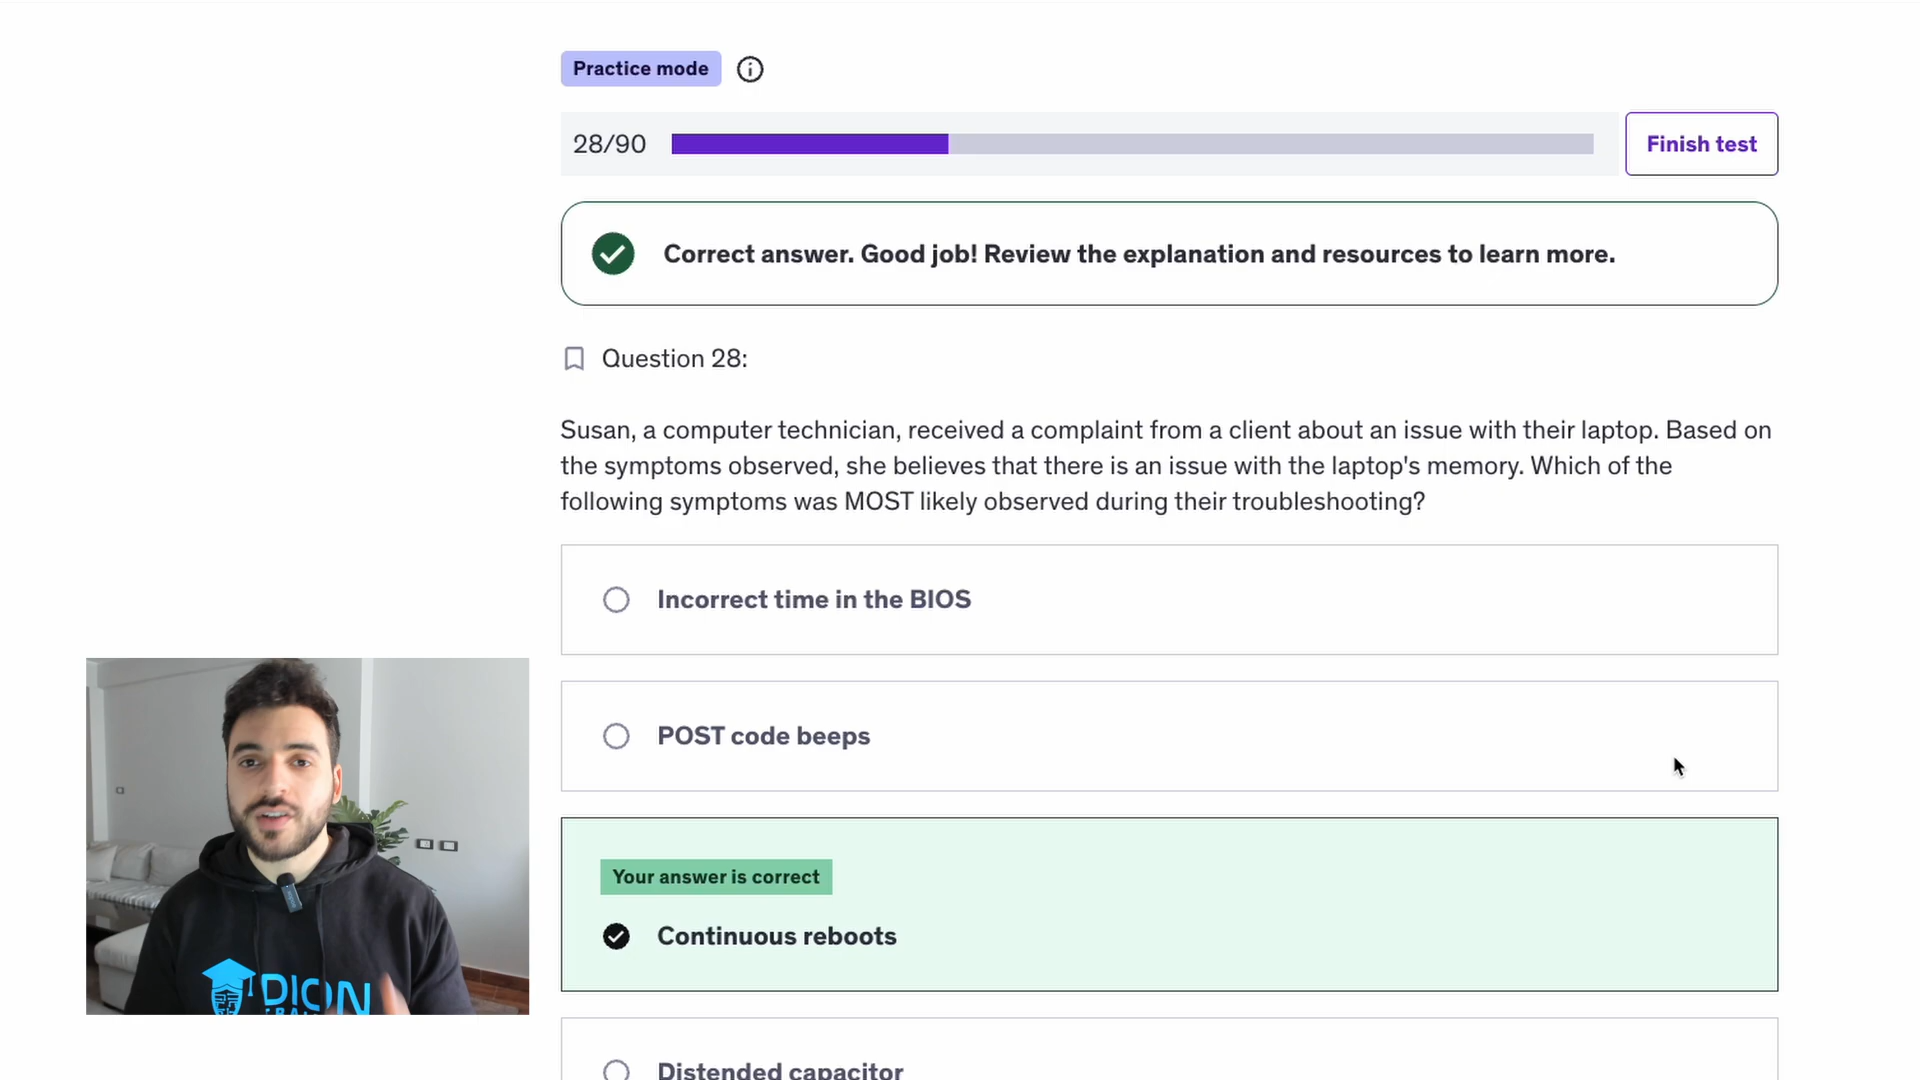 Practice mode
28/90
Finish test
Correct answer. Good job! Review the explanation and resources to learn more.
Question 28:
Susan, a computer technician, received a complaint from a client about an issue with their laptop. Based on
the symptoms observed, she believes that there is an issue with the laptop's memory. Which of the
following symptoms was MOST likely observed during their troubleshooting?
Incorrect time in the BIOS
POST code beeps
Your answer is correct
Continuous reboots
Distended capacitor
DION